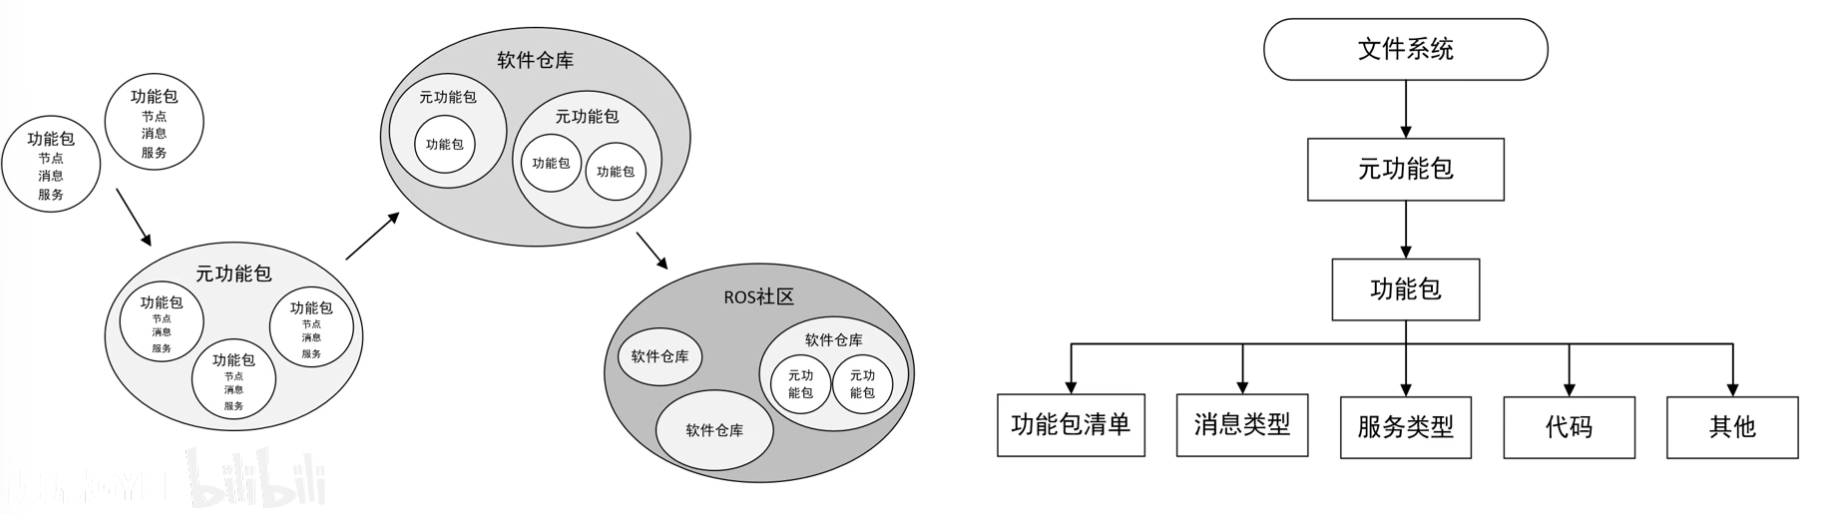 功能包
节点
消息
服务
功能包
节点
消息
服务
元功能包
功能包
节点
消息
服务
功能包
节点
消息
服务
功能包
节点
消息
服务
软件仓库
元功能包
功能包
元功能包
功能包
功能包
ROS社区
软件仓库
软件仓库
软件仓库
元功
能包
元功
能包
文件系统
元功能包
功能包
功能包清单
消息类型
服务类型
代码
其他
bilibili